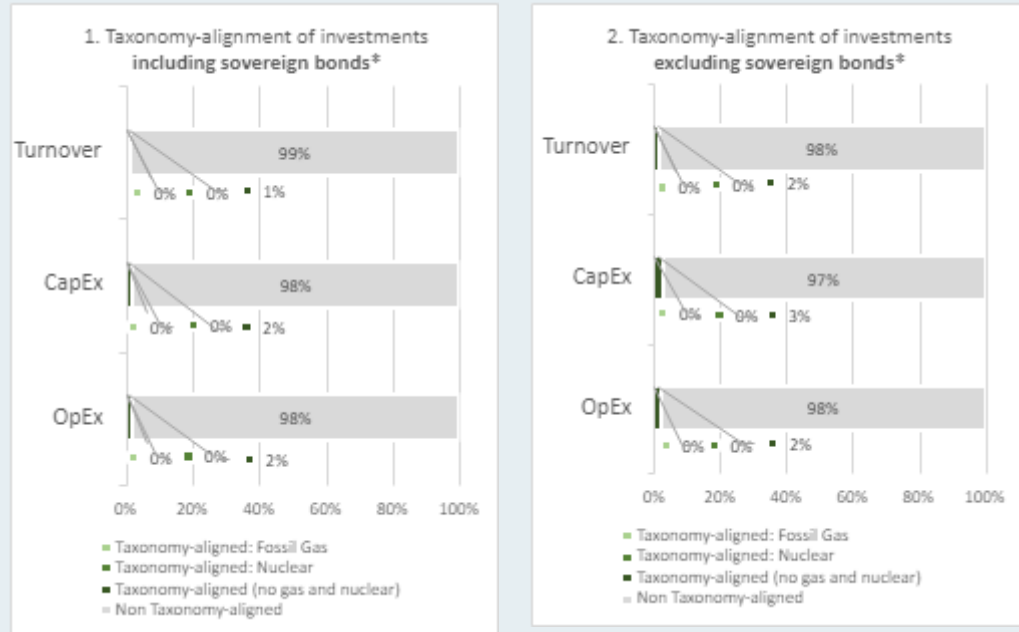 1. Taxonomy-alignment of investments
including sovereign bonds*
Turnover
99%
0%
0%
1%
CapEx
98%
0%
0%
2%
OpEx
98%
0%
0%
2%
0% 20% 40% 60% 80% 100%
Taxonomy-aligned: Fossil Gas
Taxonomy-aligned: Nuclear
Taxonomy-aligned (no gas and nuclear)
Non Taxonomy-aligned
2. Taxonomy-alignment of investments
excluding sovereign bonds*
Turnover
98%
0%
0%
2%
CapEx
97%
0%
0%
3%
OpEx
98%
0%
0%
2%
0% 20% 40% 60% 80% 100%
Taxonomy-aligned: Fossil Gas
Taxonomy-aligned: Nuclear
Taxonomy-aligned (no gas and nuclear)
Non Taxonomy-aligned